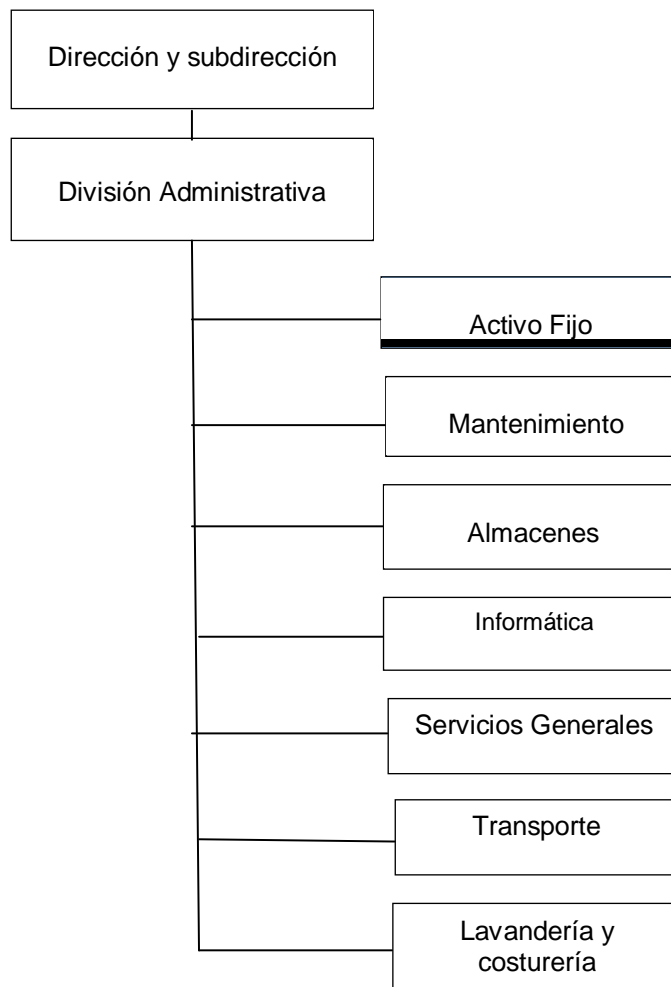 Dirección y subdirección
División Administrativa
Activo Fijo
Mantenimiento
Almacenes
Informática
Servicios Generales
Transporte
Lavandería y
costurería